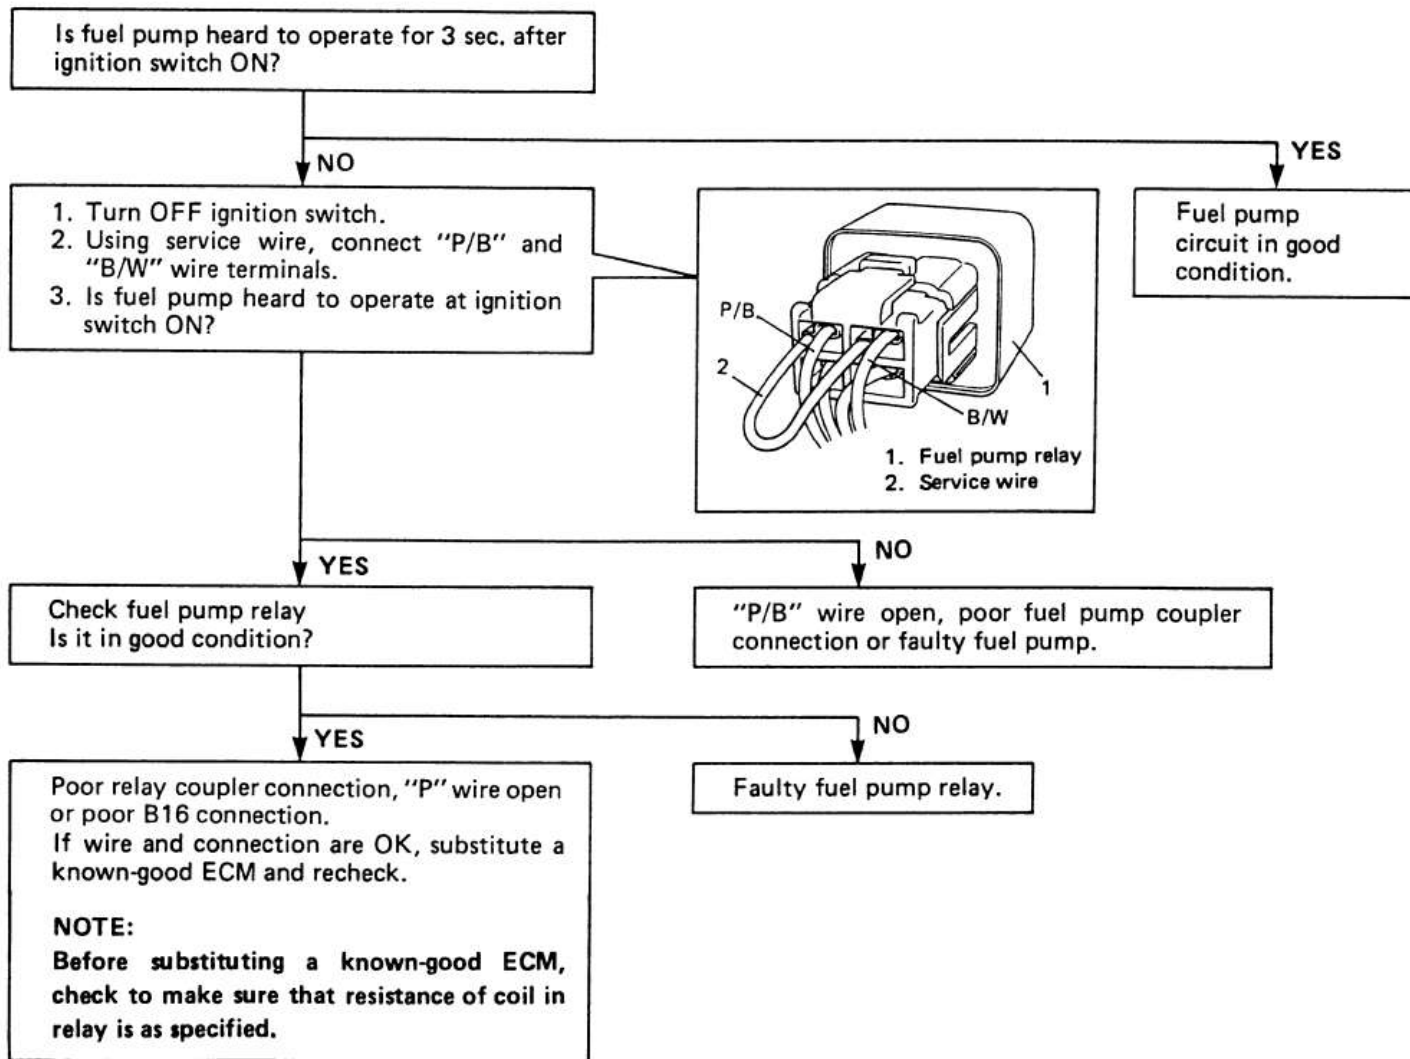 Is fuel pump heard to operate for 3 sec. after
ignition switch ON?
YES
NO
1. Turn OFF ignition switch.
2. Using service wire, connect "P/B" and
"B/W" wire terminals.
3. Is fuel pump heard to operate at ignition
switch ON?
P/B
2
1
B/W
1. Fuel pump relay
2. Service wire
Fuel pump
circuit in good
condition.
YES
NO
Check fuel pump relay
Is it in good condition?
"P/B" wire open, poor fuel pump coupler
connection or faulty fuel pump.
YES
NO
Poor relay coupler connection, "P" wire open
or poor B16 connection.
If wire and connection are OK, substitute a
known-good ECM and recheck.
NOTE:
Before substituting a known-good ECM,
check to make sure that resistance of coil in
relay is as specified.
Faulty fuel pump relay.